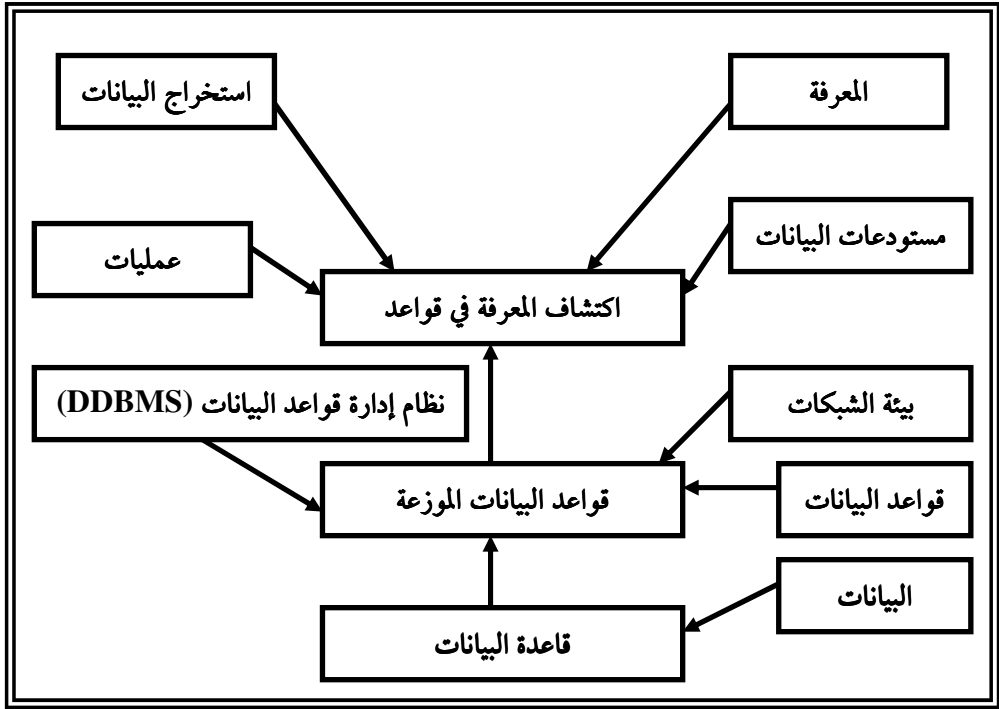 المعرفة
استخراج البيانات
مستودعات البيانات
عمليات
اكتشاف المعرفة في قواعد
بيئة الشبكات
نظام إدارة قواعد البيانات (DDBMS)
قواعد البيانات
قواعد البيانات الموزعة
البيانات
قاعدة البيانات